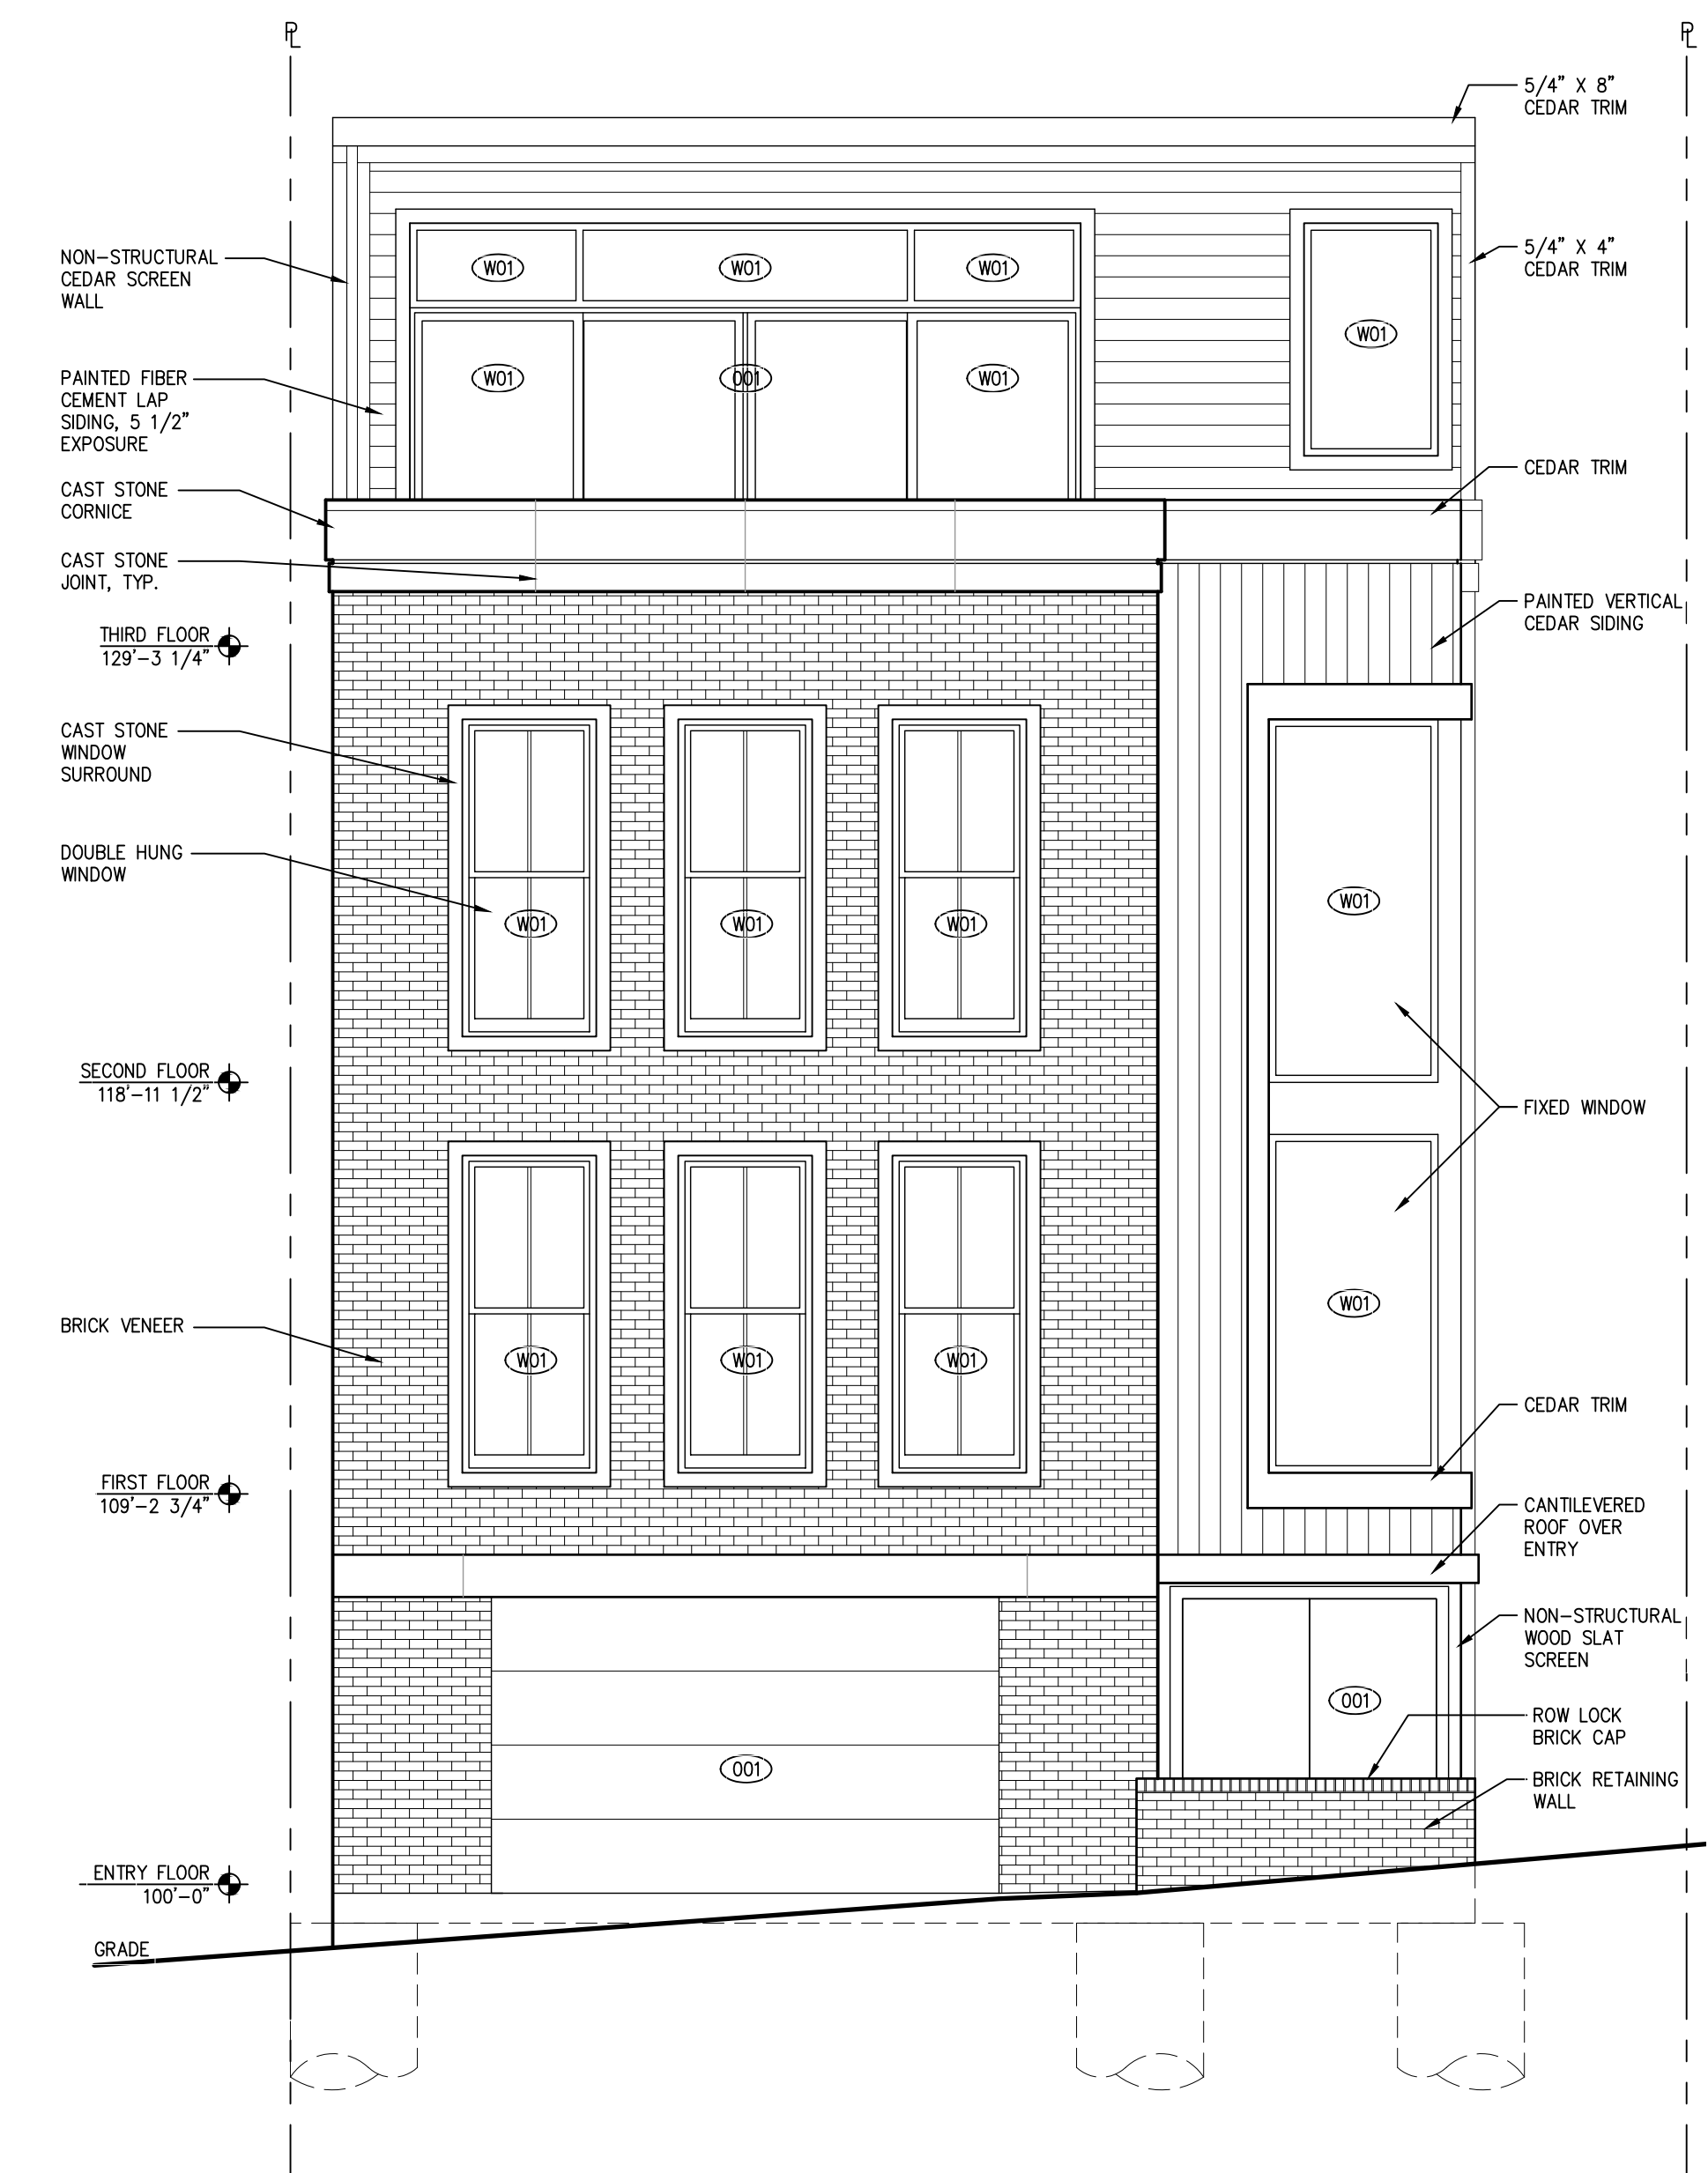 PL
PL
5/4" X 8"
CEDAR TRIM
NON-STRUCTURAL
CEDAR SCREEN
WALL
5/4" X 4"
CEDAR TRIM
W01
W01
W01
W01
W01
001
W01
PAINTED FIBER
CEMENT LAP
SIDING, 5 1/2"
EXPOSURE
CEDAR TRIM
CAST STONE
CORNICE
CAST STONE
JOINT, TYP.
PAINTED VERTICAL
CEDAR SIDING
THIRD FLOOR
129'-3 1/4"
CAST STONE
WINDOW
SURROUND
DOUBLE HUNG
WINDOW
W01
W01
W01
W01
SECOND FLOOR
118'-11 1/2"
FIXED WINDOW
W01
BRICK VENEER
W01
W01
W01
CEDAR TRIM
FIRST FLOOR
109'-2 3/4"
CANTILEVERED
ROOF OVER
ENTRY
NON-STRUCTURAL
WOOD SLAT
SCREEN
001
ROW LOCK
BRICK CAP
001
BRICK RETAINING
WALL
ENTRY FLOOR
100'-0"
GRADE